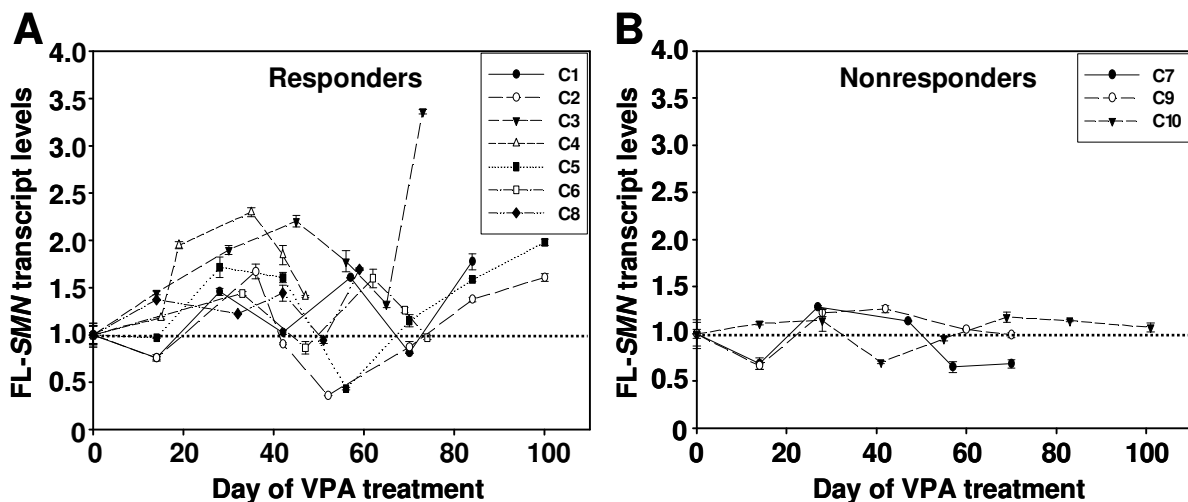 A
Responders
FL-SMN transcript levels
4.0
3.5
3.0
2.5
2.0
1.5
1.0
0.5
0
0 20 40 60 80 100
Day of VPA treatment
C1
C2
C3
C4
C5
C6
C8
B
Nonresponders
FL-SMN transcript levels
4.0
3.5
3.0
2.5
2.0
1.5
1.0
0.5
0
0 20 40 60 80 100
Day of VPA treatment
C7
C9
C10